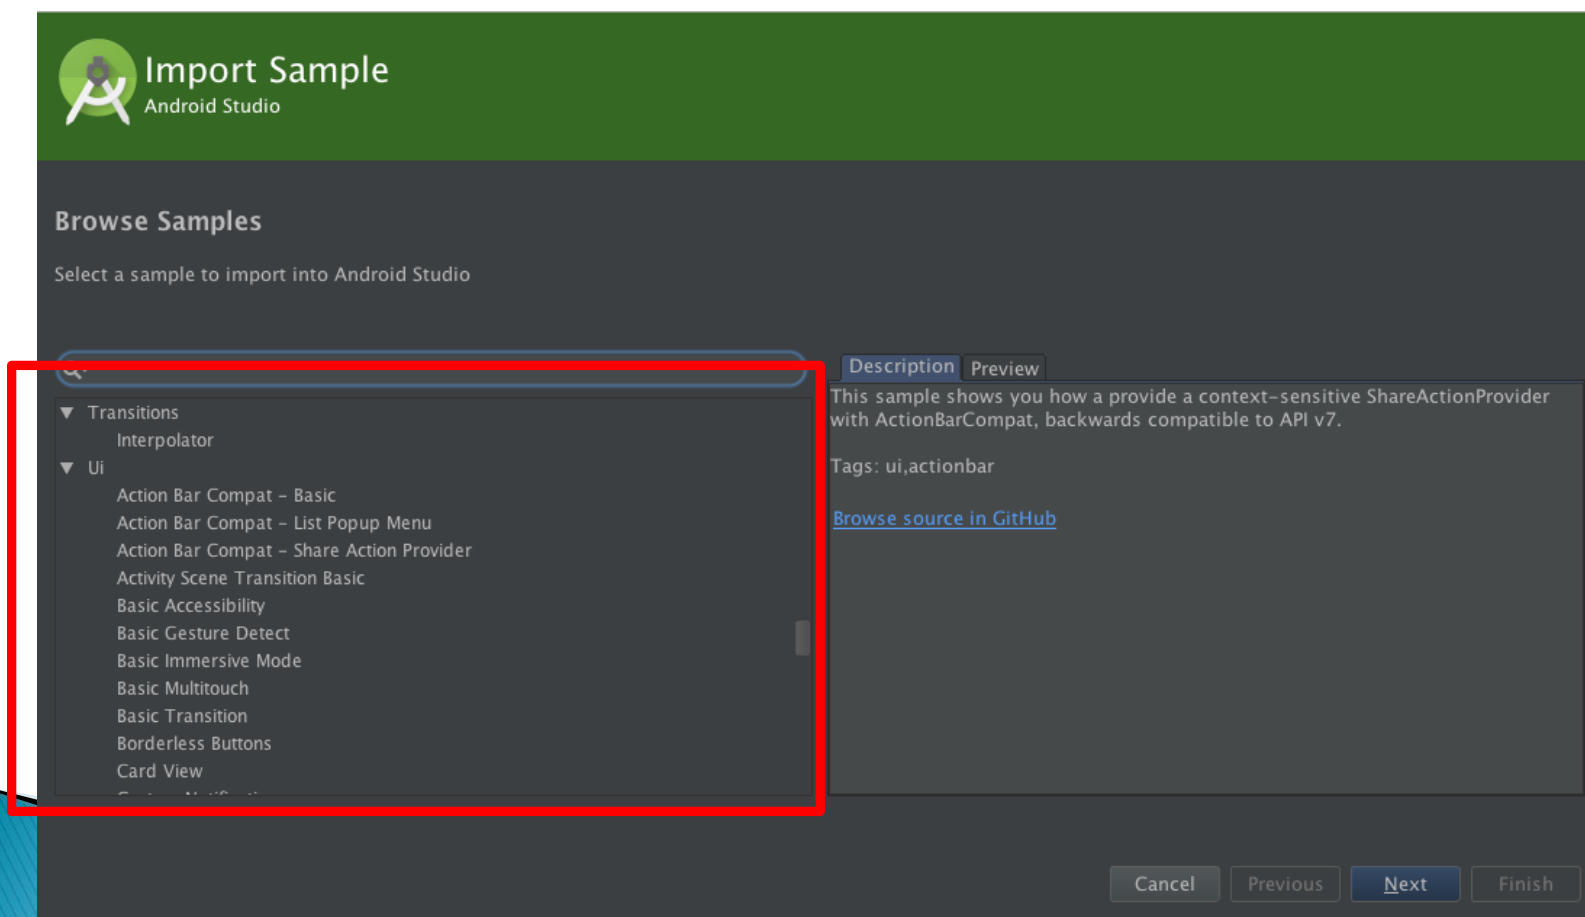 Import Sample
Android Studio
Browse Samples
Select a sample to import into Android Studio
Transitions
Interpolator
Ui
Action Bar Compat – Basic
Action Bar Compat – List Popup Menu
Action Bar Compat – Share Action Provider
Activity Scene Transition Basic
Basic Accessibility
Basic Gesture Detect
Basic Immersive Mode
Basic Multitouch
Basic Transition
Borderless Buttons
Card View
Description Preview
This sample shows you how a provide a context-sensitive ShareActionProvider
with ActionBarCompat, backwards compatible to API v7.
Tags: ui,actionbar
Browse source in GitHub
Cancel Previous Next Finish